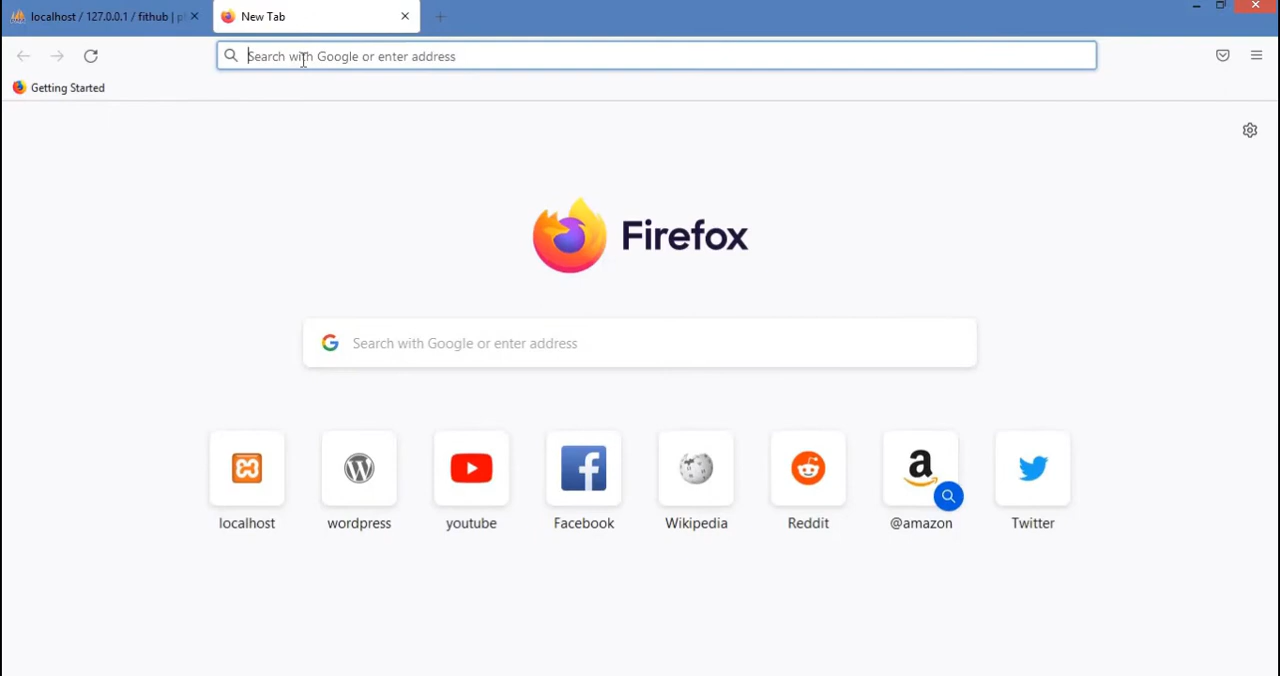 localhost / 127.0.0.1 / fithub |
New Tab
Search with Google or enter address
Getting Started
Firefox
Search with Google or enter address
localhost
wordpress
youtube
Facebook
Wikipedia
Reddit
@amazon
Twitter